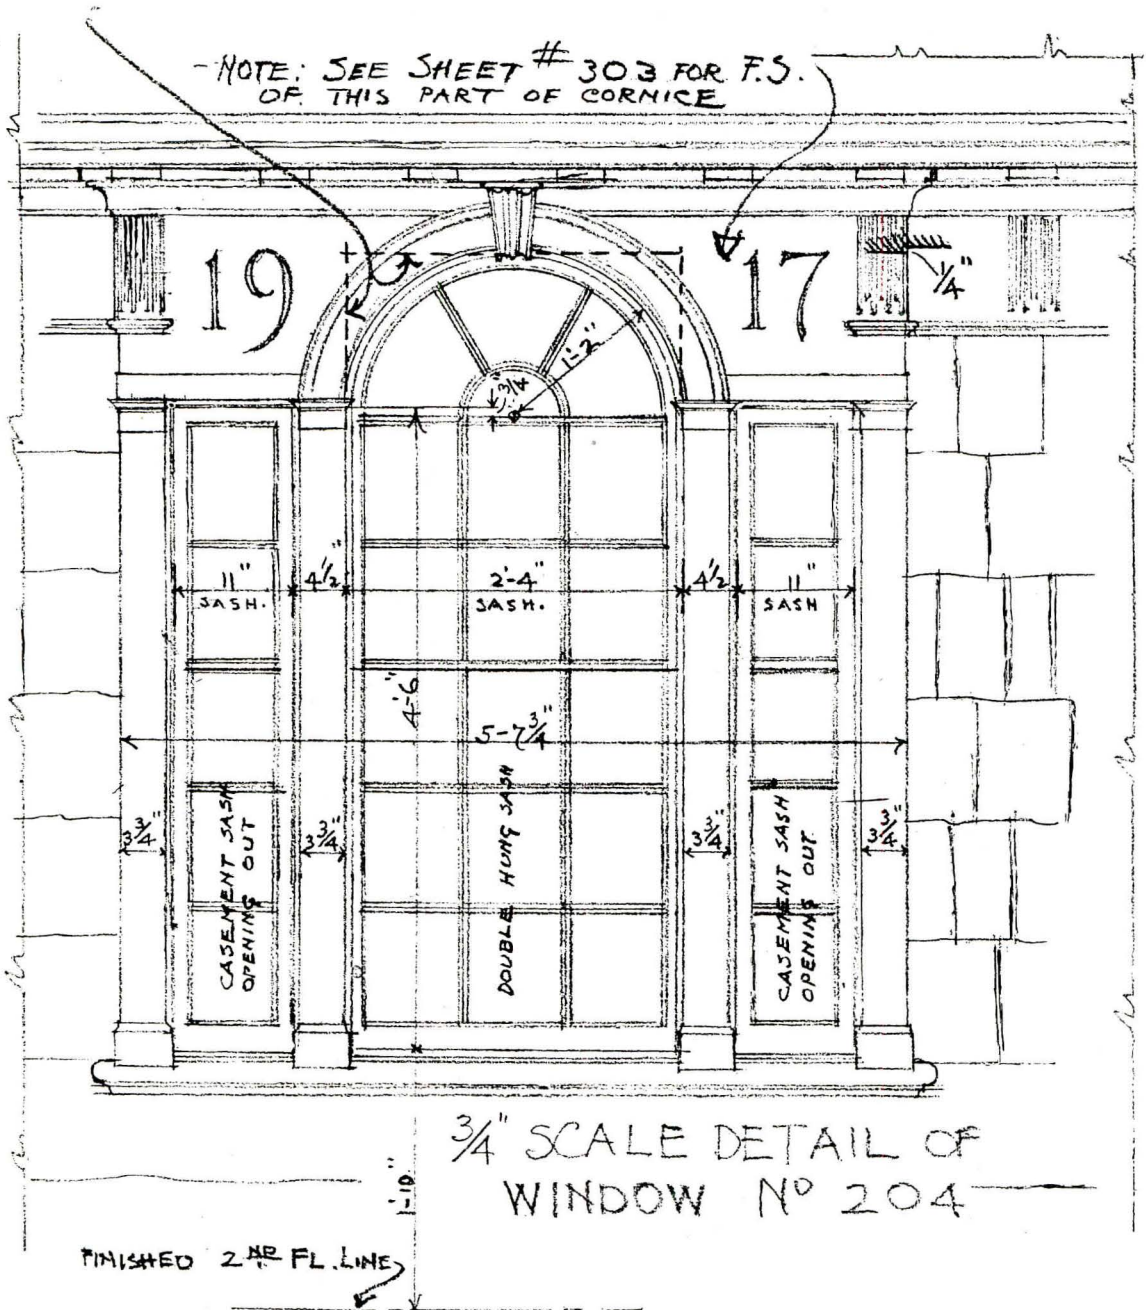 -NOTE: SEE SHEET # 303 FOR F.S.
OF THIS PART OF CORNICE
19 17
1/4"
1'-2"
3/4"
11"
SASH.
4 1/2"
2'-4"
SASH.
4 1/2"
11"
SASH
4'-6"
5-7 3/4"
3 3/4"
3 3/4"
3 3/4"
3 3/4"
CASEMENT SASH
OPENING OUT
DOUBLE HUNG SASH
CASEMENT SASH
OPENING OUT
3/4" SCALE DETAIL OF
WINDOW Nº 204
1'-10"
FINISHED 2ND FL. LINE